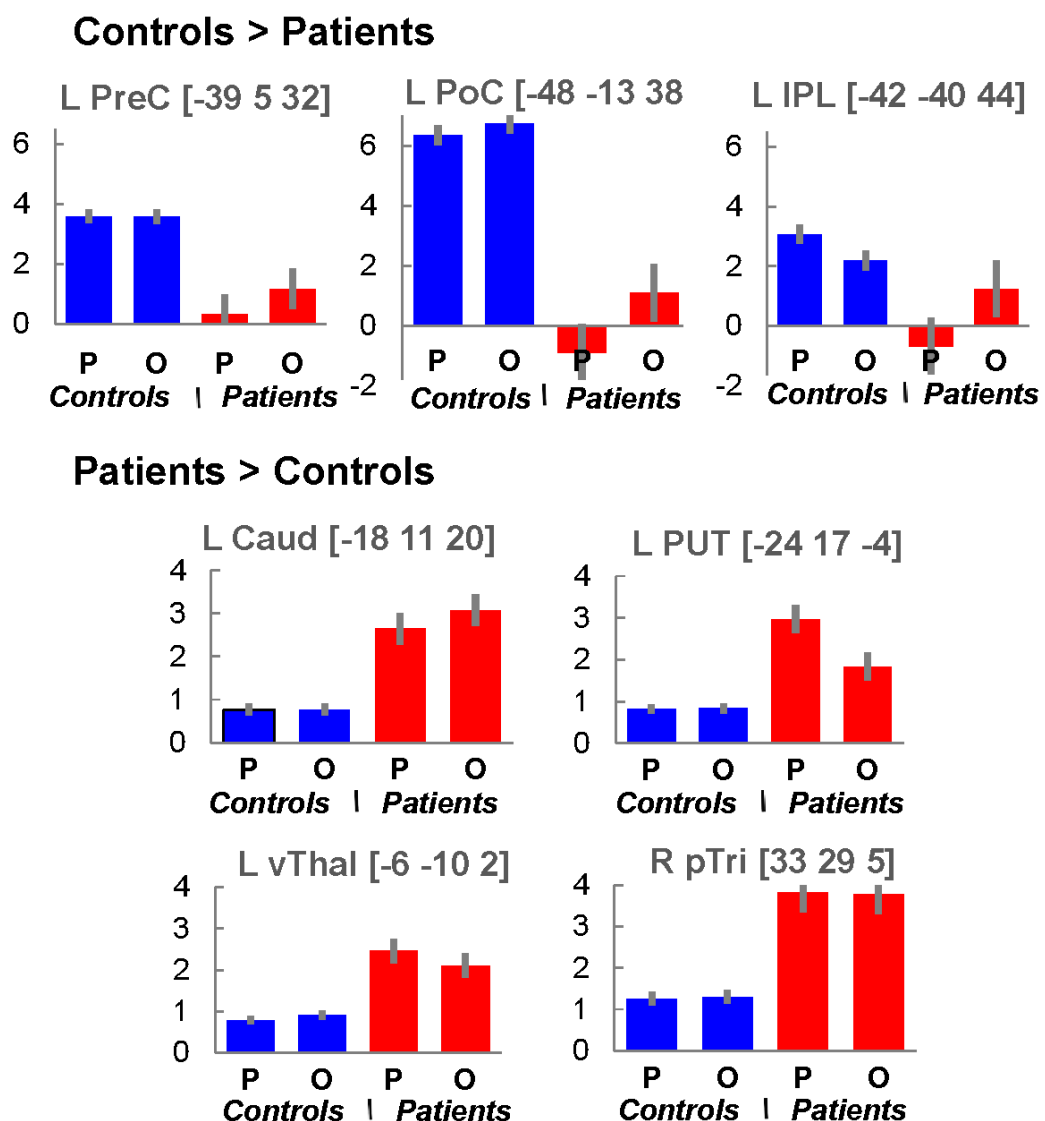 Controls > Patients
L PreC [-39 5 32]
6
4
2
0
P O P O
Controls \ Patients
L PoC [-48 -13 38
6
4
2
0
-2
P O P O
Controls \ Patients
L IPL [-42 -40 44]
6
4
2
0
-2
P O P O
Controls \ Patients
Patients > Controls
L Caud [-18 11 20]
4
3
2
1
0
P O P O
Controls \ Patients
L PUT [-24 17 -4]
4
3
2
1
0
P O P O
Controls \ Patients
L vThal [-6 -10 2]
4
3
2
1
0
P O P O
Controls \ Patients
R pTri [33 29 5]
4
3
2
1
0
P O P O
Controls \ Patients